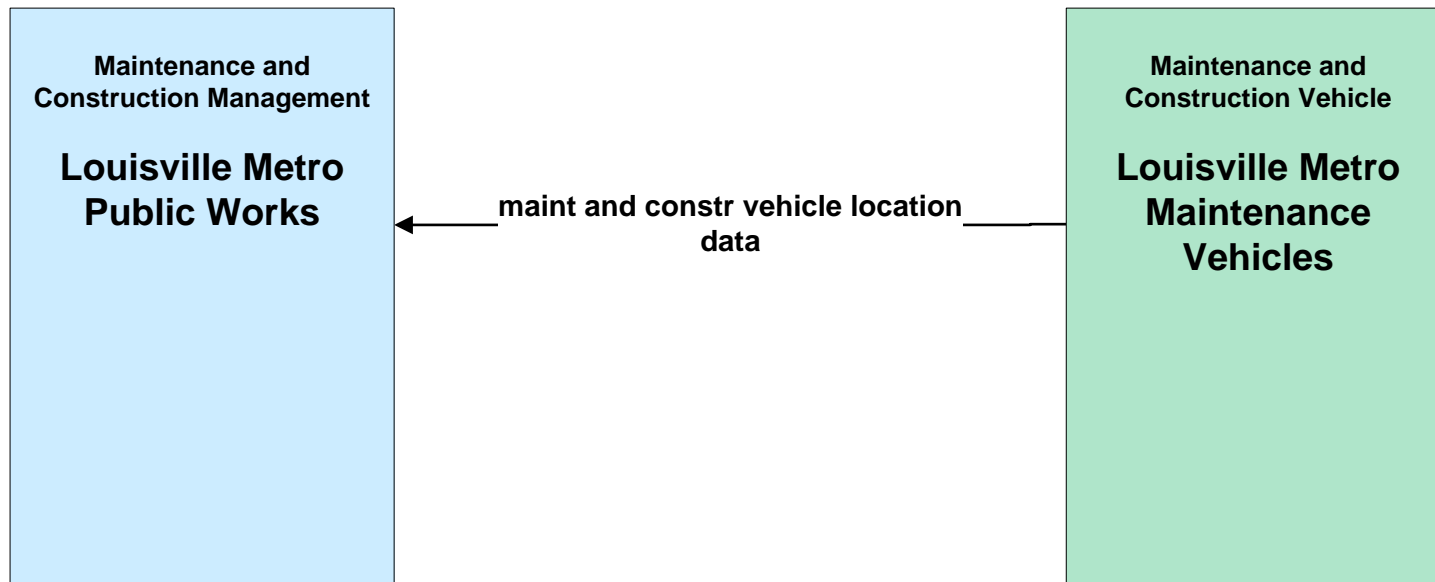 Maintenance and
Construction Management
Louisville Metro
Public Works
maint and constr vehicle location
data
Maintenance and
Construction Vehicle
Louisville Metro
Maintenance
Vehicles